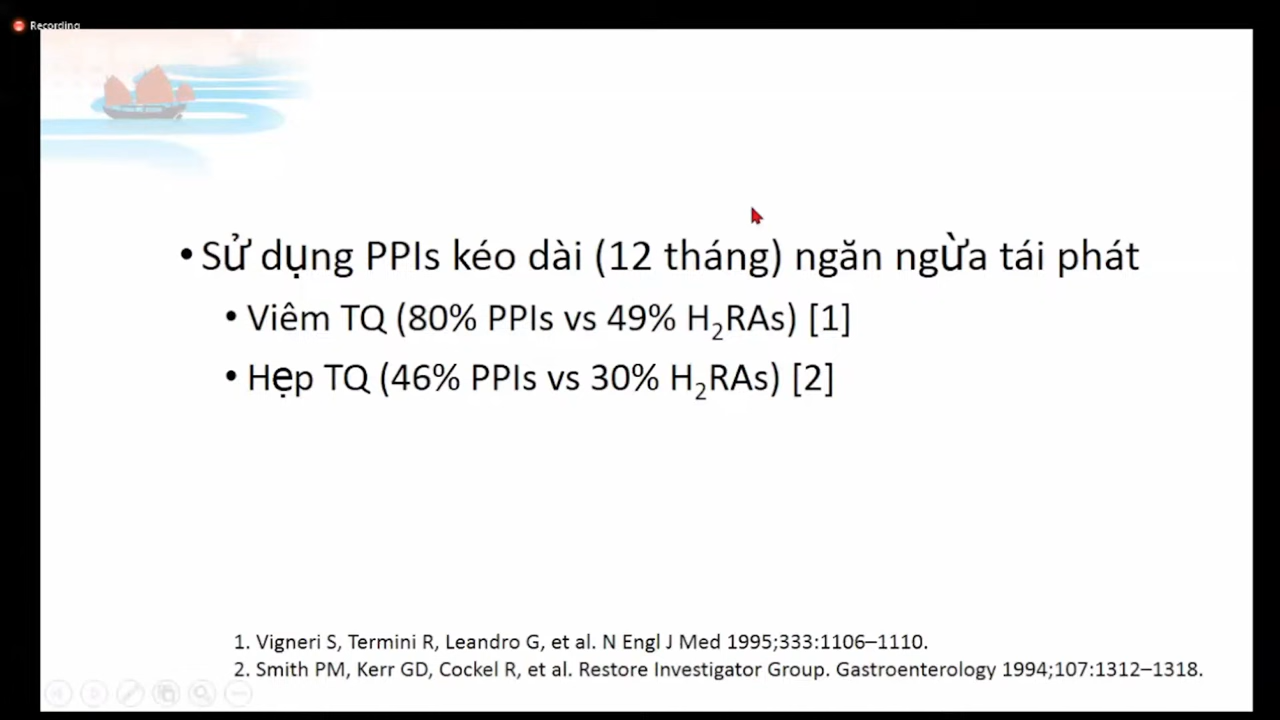 Recording
• Sử dụng PPIs kéo dài (12 tháng) ngăn ngừa tái phát
• Viêm TQ (80% PPIs vs 49% H₂RAs) [1]
• Hẹp TQ (46% PPIs vs 30% H₂RAs) [2]
1. Vigneri S, Termini R, Leandro G, et al. N Engl J Med 1995;333:1106–1110.
2. Smith PM, Kerr GD, Cockel R, et al. Restore Investigator Group. Gastroenterology 1994;107:1312–1318.